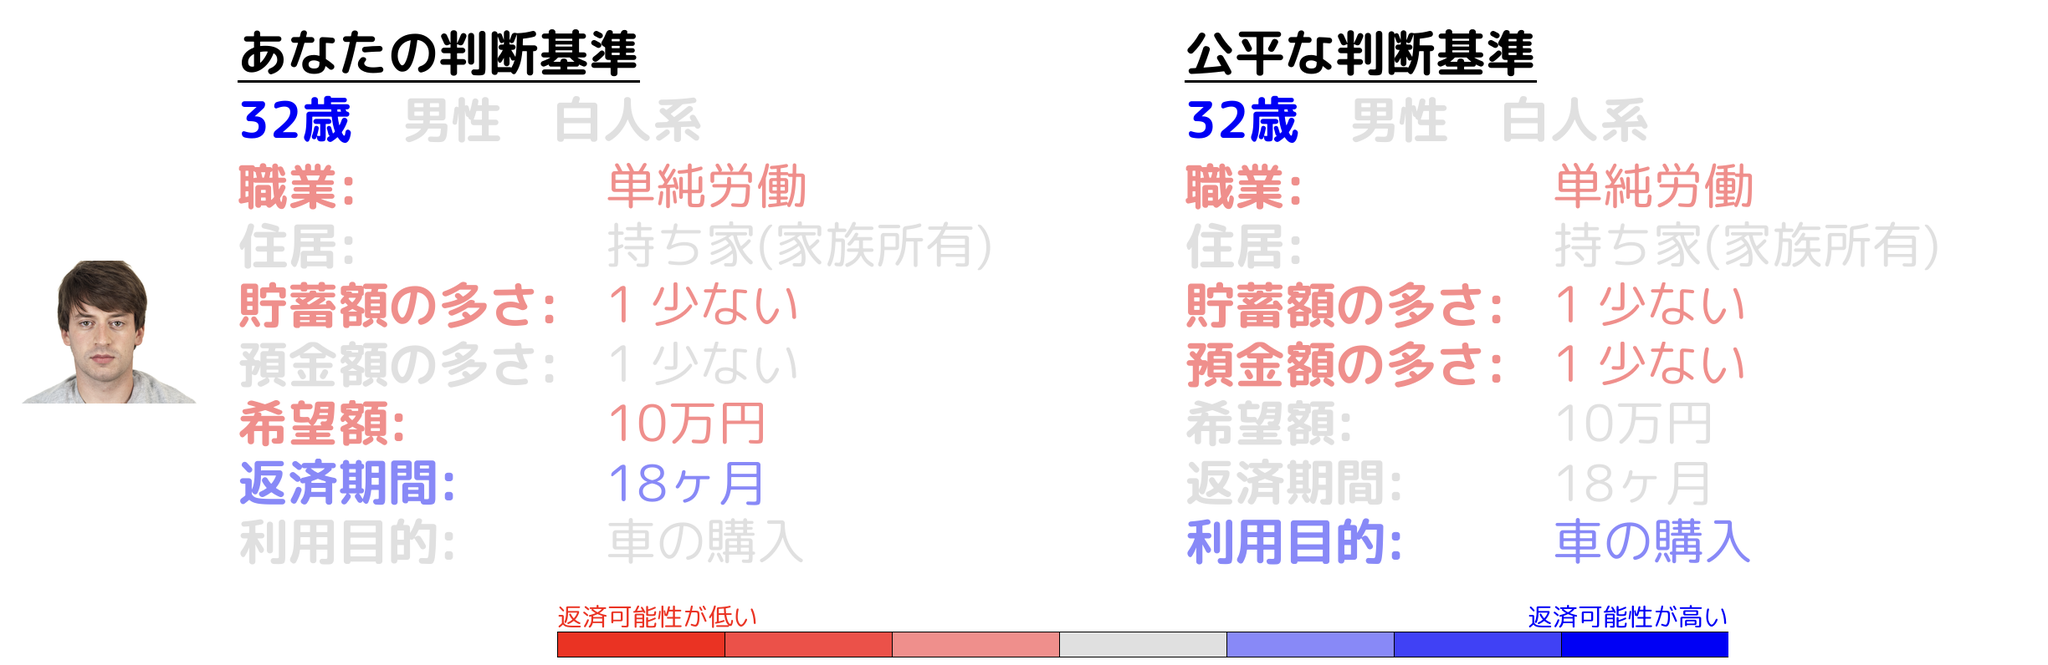 あなたの判断基準
32歳 男性 白人系
職業: 単純労働
住居: 持ち家(家族所有)
貯蓄額の多さ: 1 少ない
預金額の多さ: 1 少ない
希望額: 10万円
返済期間: 18ヶ月
利用目的: 車の購入
公平な判断基準
32歳 男性 白人系
職業: 単純労働
住居: 持ち家(家族所有)
貯蓄額の多さ: 1 少ない
預金額の多さ: 1 少ない
希望額: 10万円
返済期間: 18ヶ月
利用目的: 車の購入
返済可能性が低い
返済可能性が高い